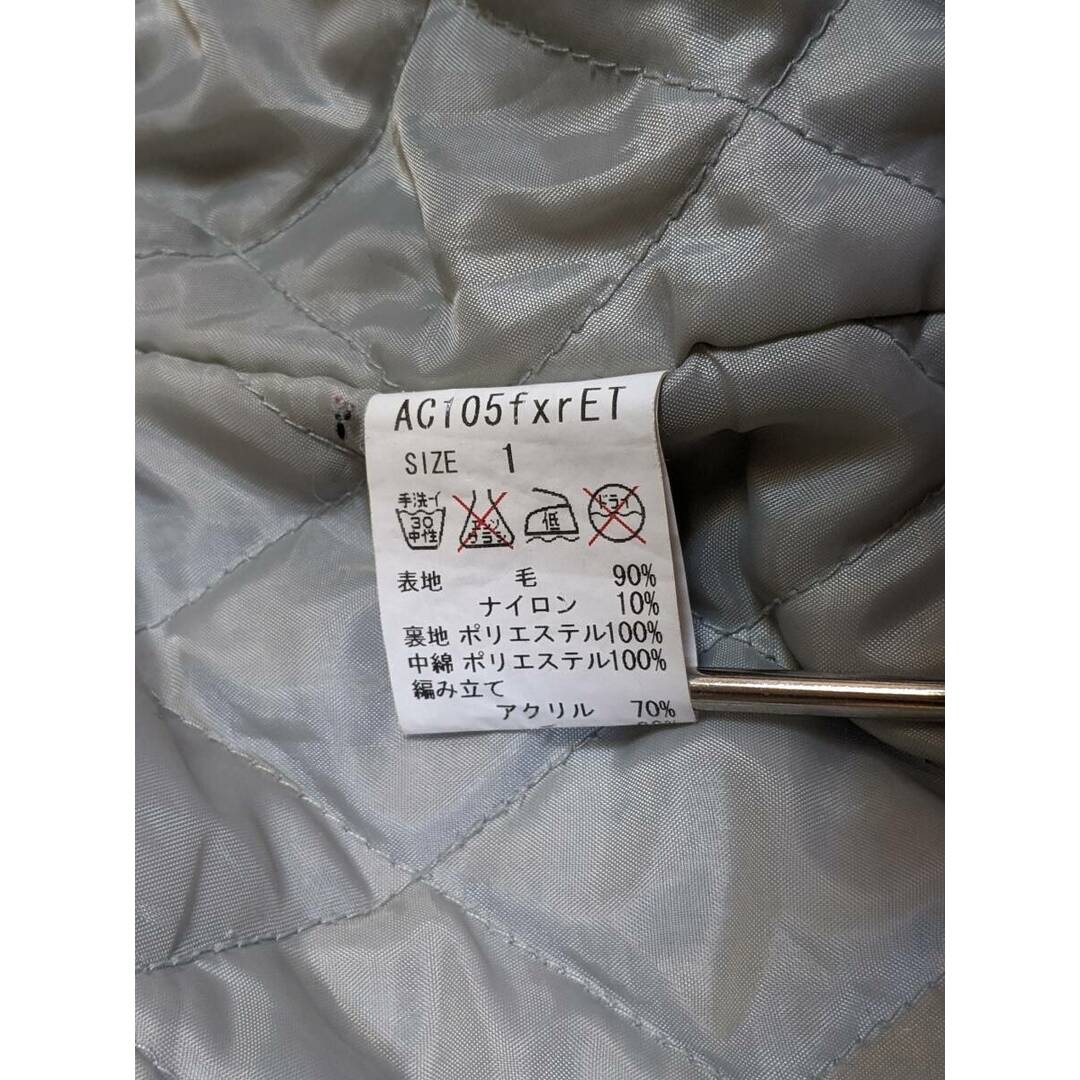 AC105fxrET
SIZE 1
手洗イ 30 中性 エンソ サラシ 低 ドライ
表地 毛 90%
ナイロン 10%
裏地 ポリエステル100%
中綿 ポリエステル100%
編み立て
アクリル 70%